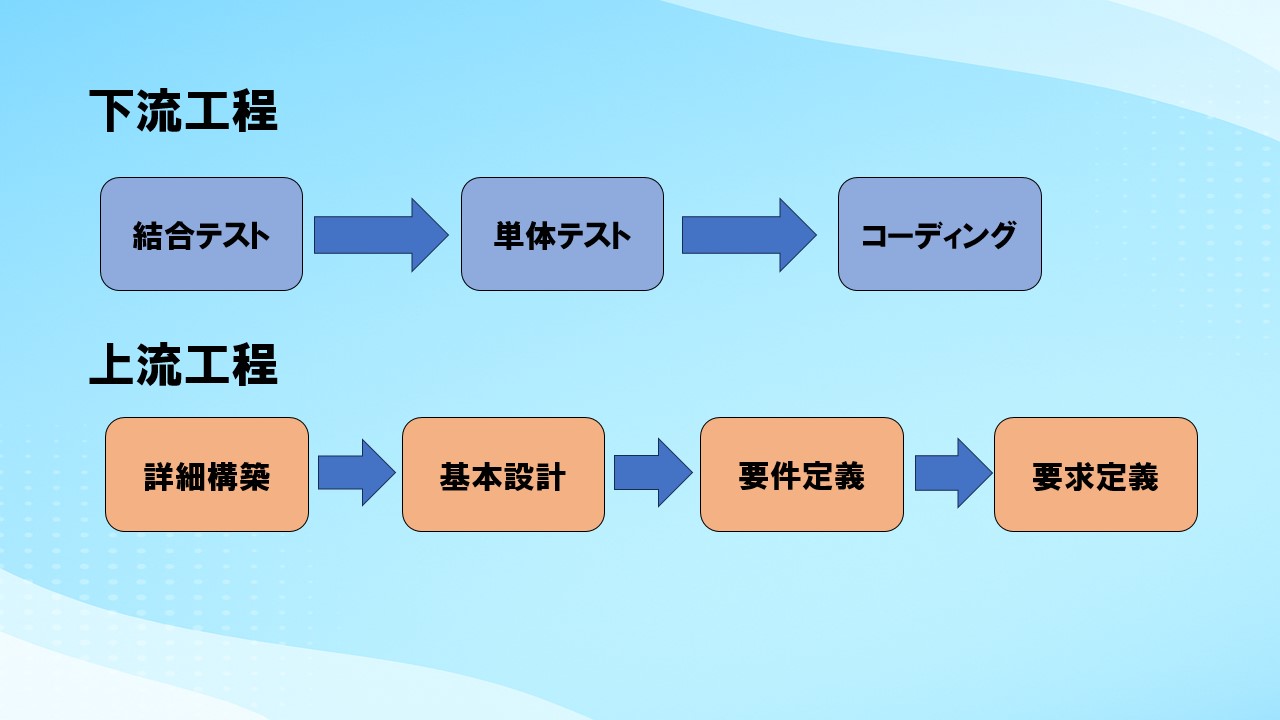 下流工程
結合テスト
単体テスト
コーディング
上流工程
詳細構築
基本設計
要件定義
要求定義